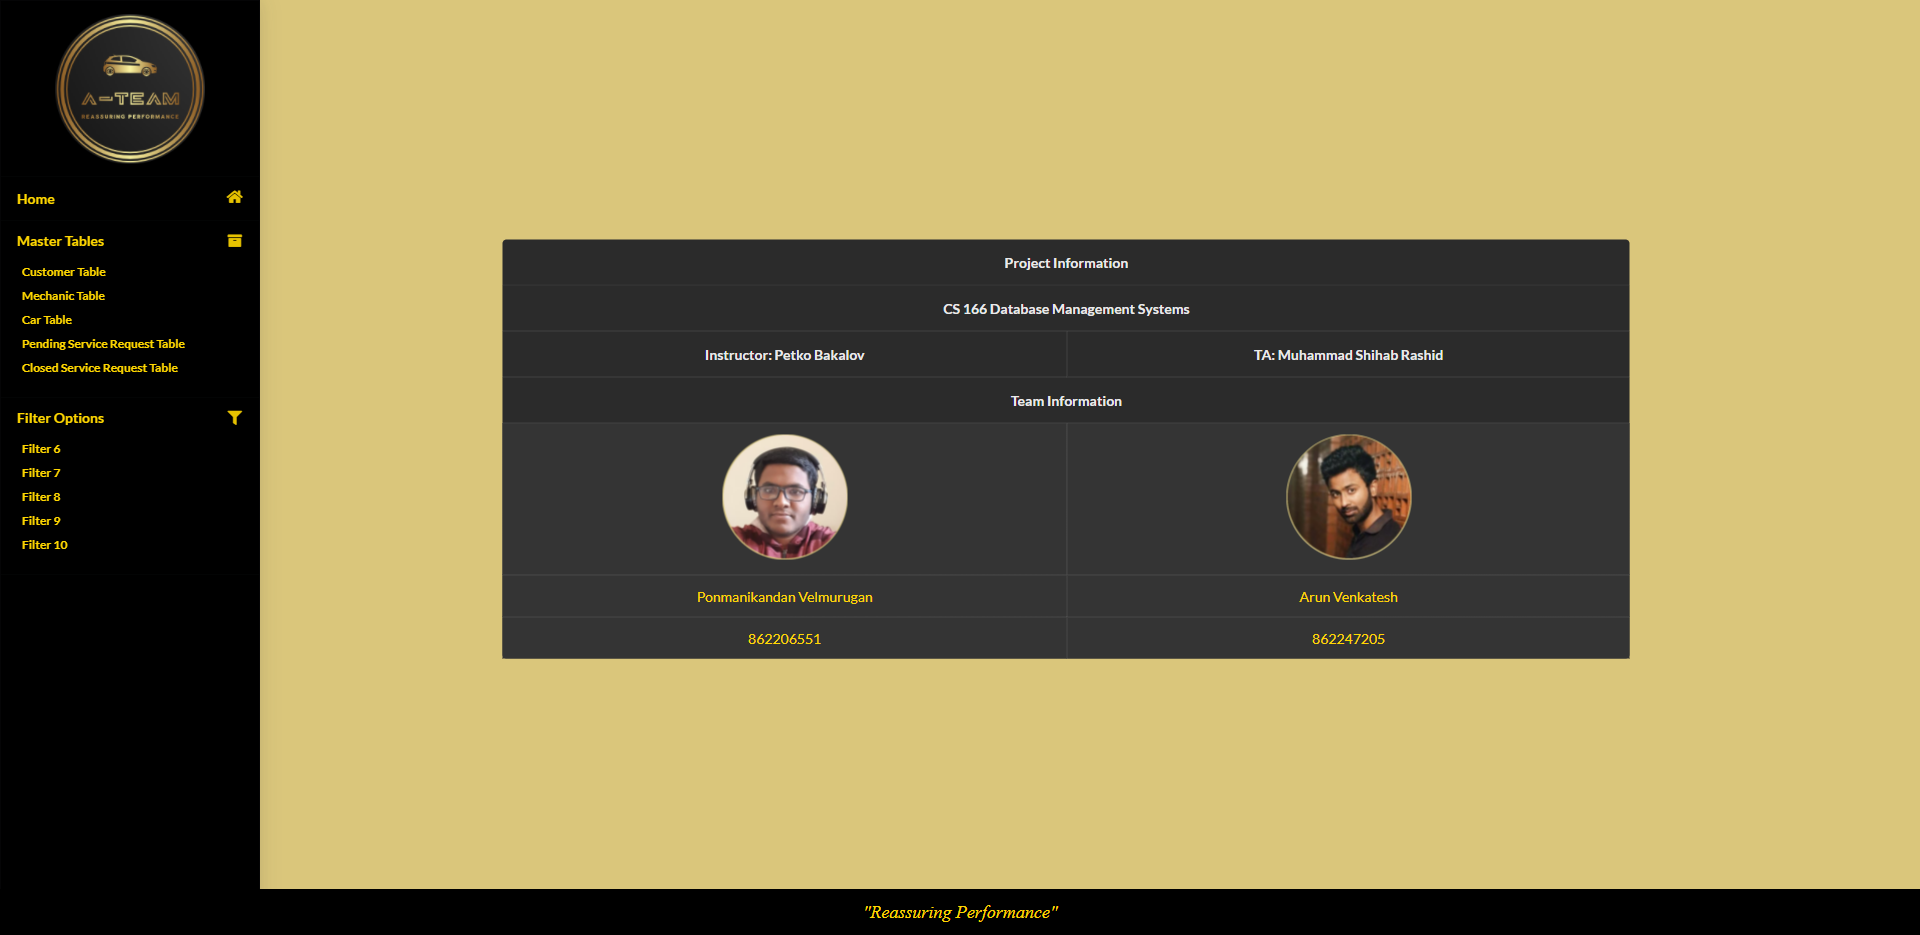 A-TEAM
REASSURING PERFORMANCE
Home
Master Tables
Customer Table
Mechanic Table
Car Table
Pending Service Request Table
Closed Service Request Table
Filter Options
Filter 6
Filter 7
Filter 8
Filter 9
Filter 10
Project Information
CS 166 Database Management Systems
Instructor: Petko Bakalov TA: Muhammad Shihab Rashid
Team Information
Ponmanikandan Velmurugan Arun Venkatesh
862206551 862247205
"Reassuring Performance"